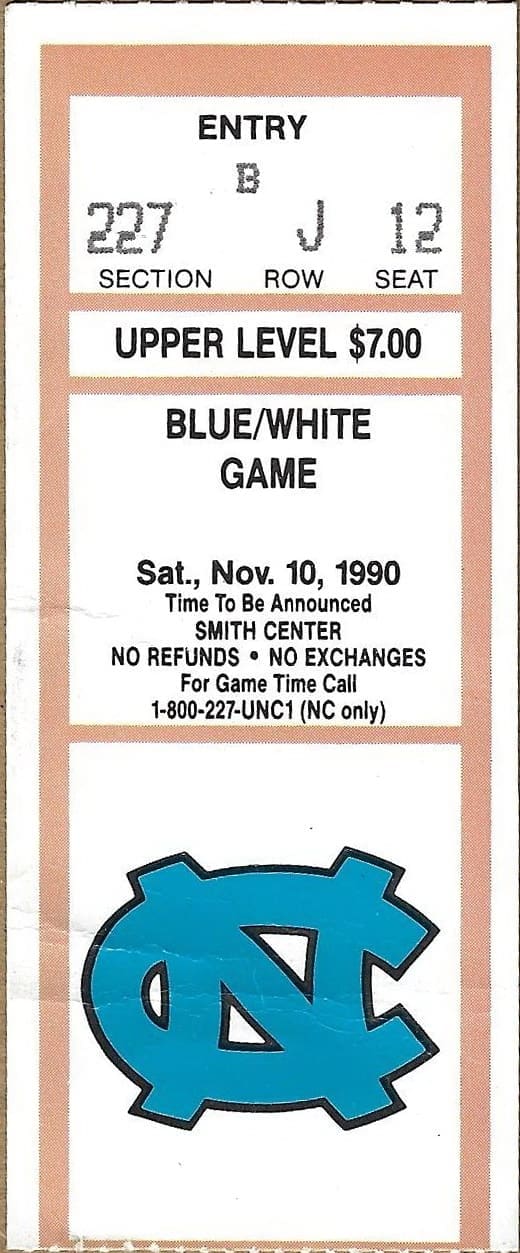 ENTRY
B
227 J 12
SECTION ROW SEAT
UPPER LEVEL $7.00
BLUE/WHITE
GAME
Sat., Nov. 10, 1990
Time To Be Announced
SMITH CENTER
NO REFUNDS • NO EXCHANGES
For Game Time Call
1-800-227-UNC1 (NC only)
NC